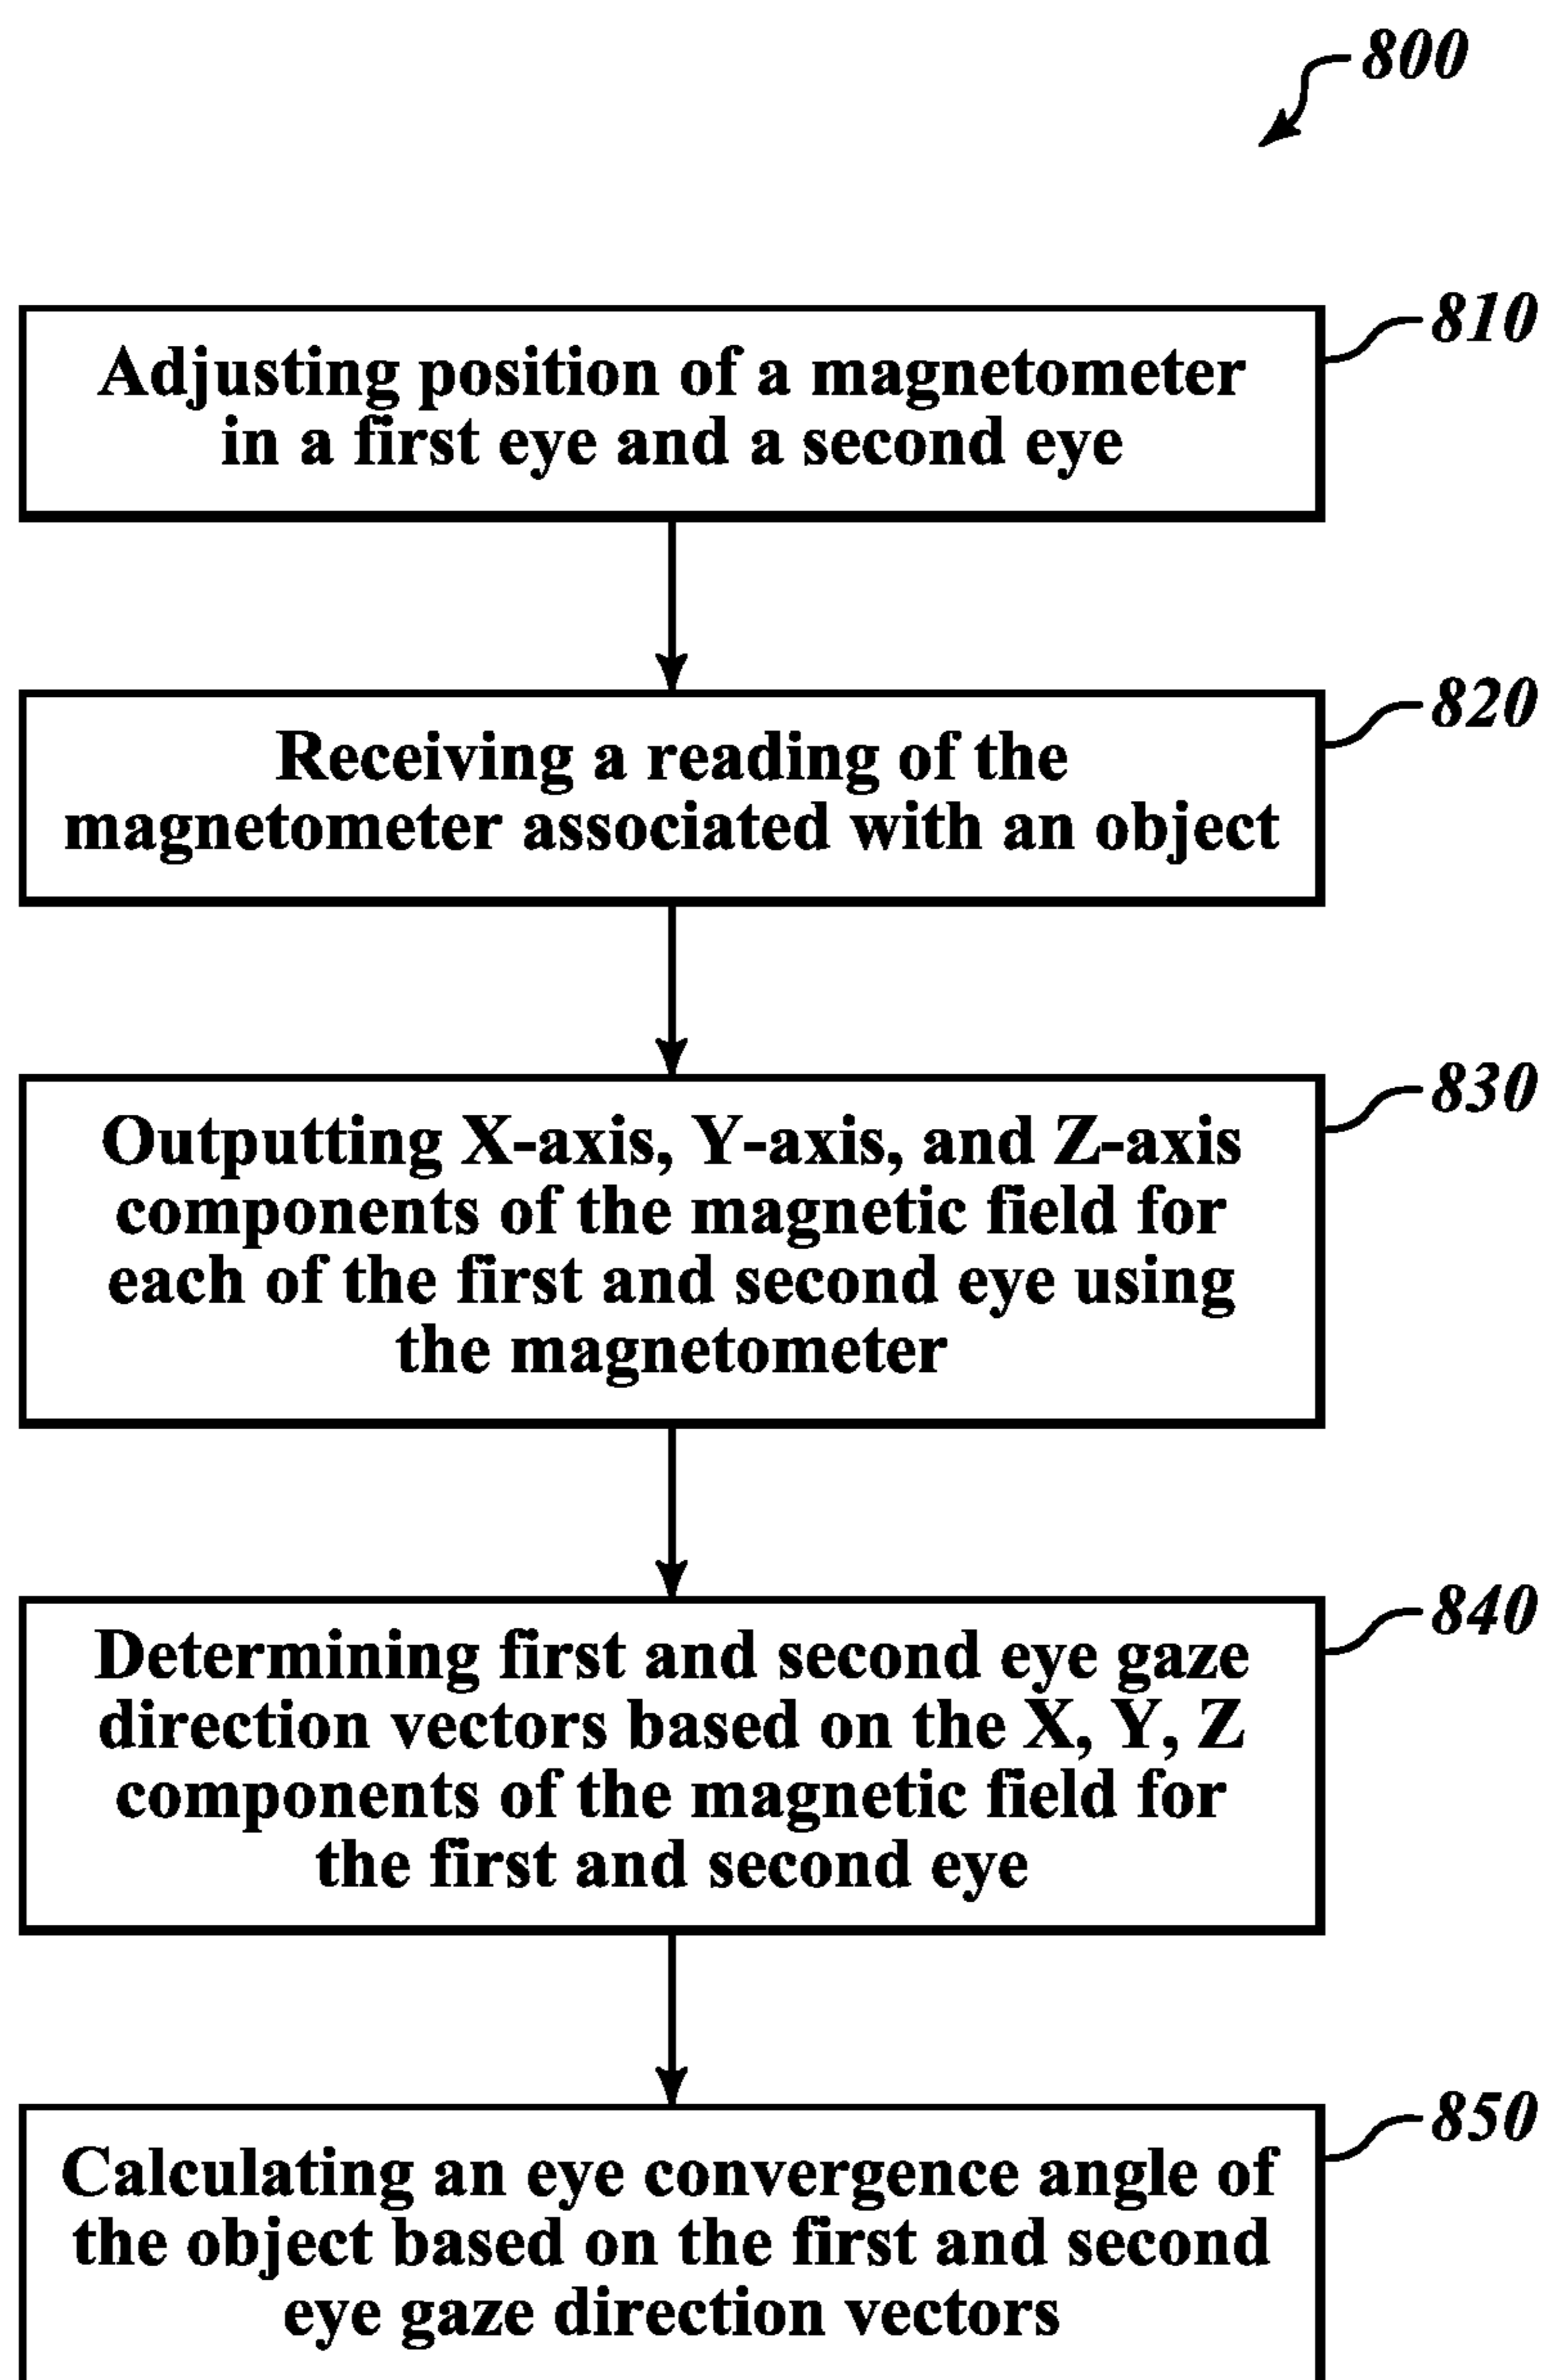 800
810
Adjusting position of a magnetometer
in a first eye and a second eye
820
Receiving a reading of the
magnetometer associated with an object
830
Outputting X-axis, Y-axis, and Z-axis
components of the magnetic field for
each of the first and second eye using
the magnetometer
840
Determining first and second eye gaze
direction vectors based on the X, Y, Z
components of the magnetic field for
the first and second eye
850
Calculating an eye convergence angle of
the object based on the first and second
eye gaze direction vectors